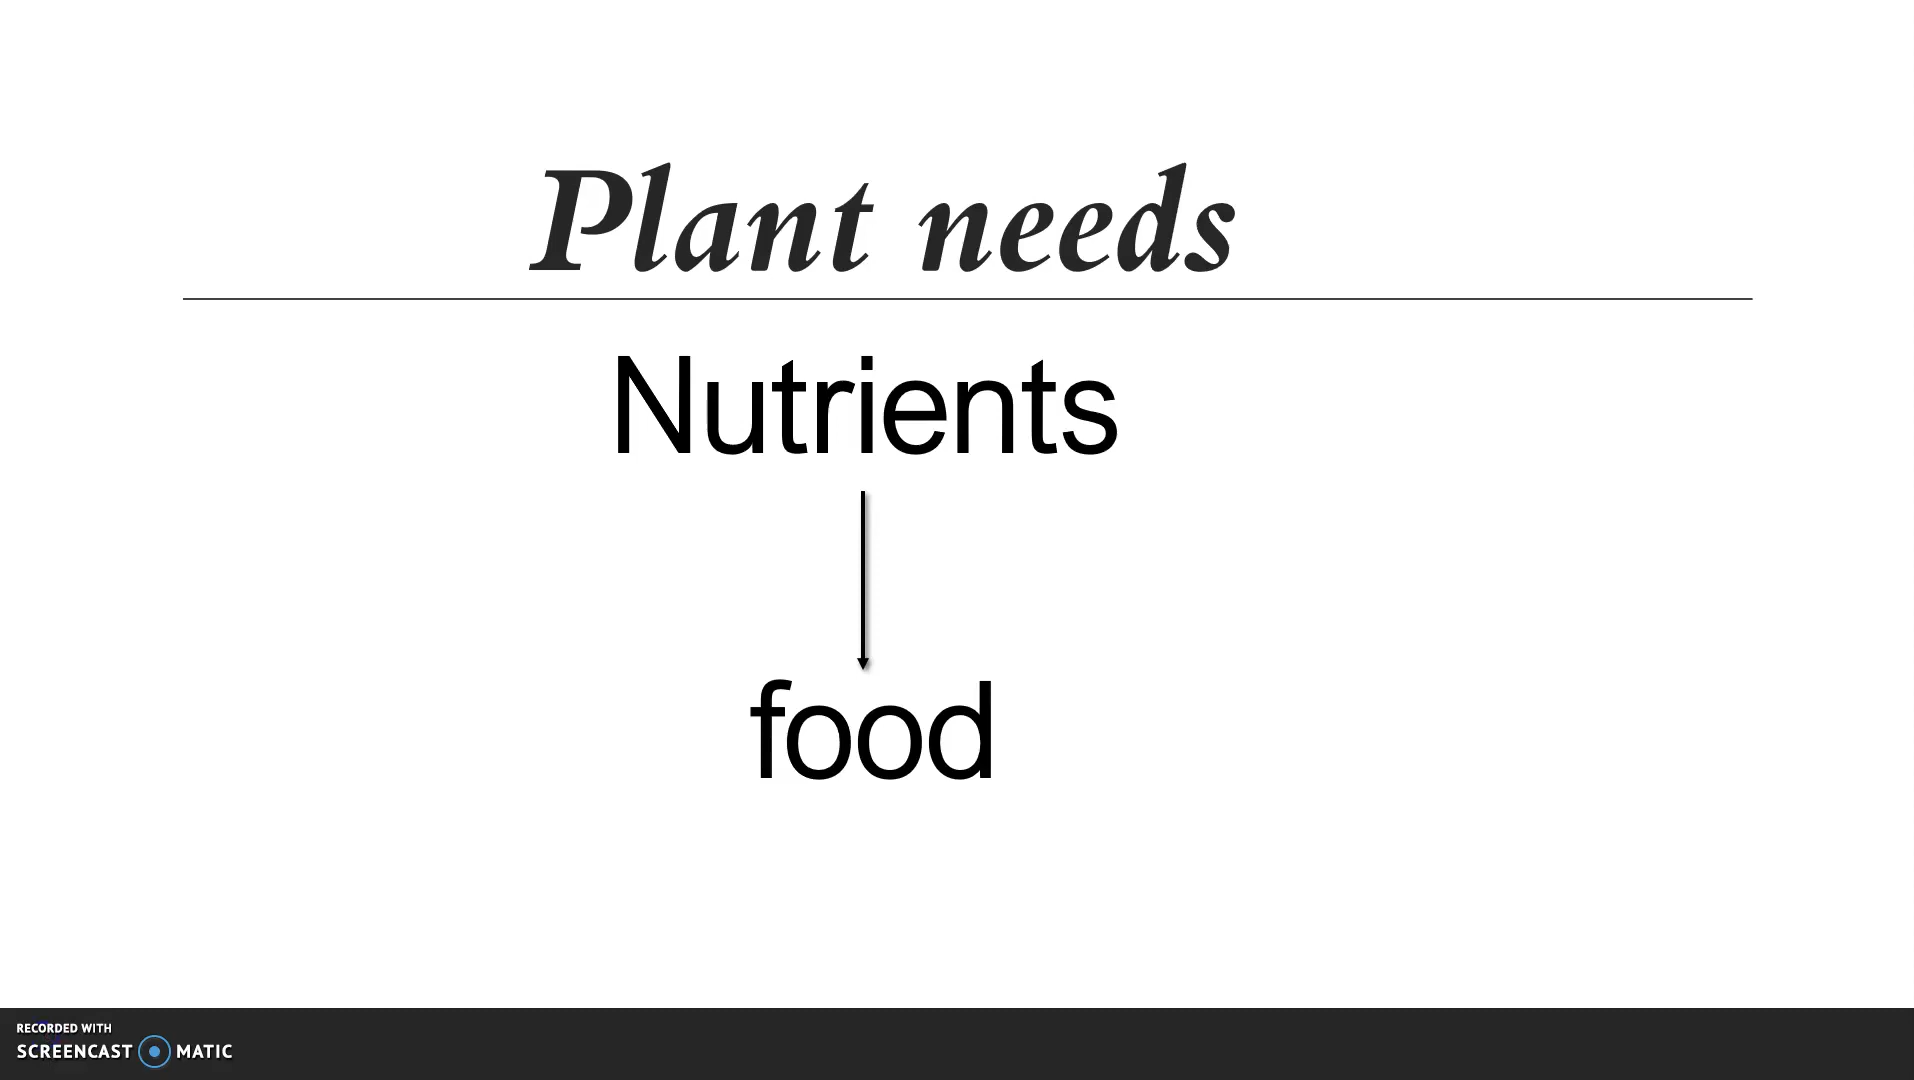 Plant needs
Nutrients
food
RECORDED WITH
SCREENCAST MATIC